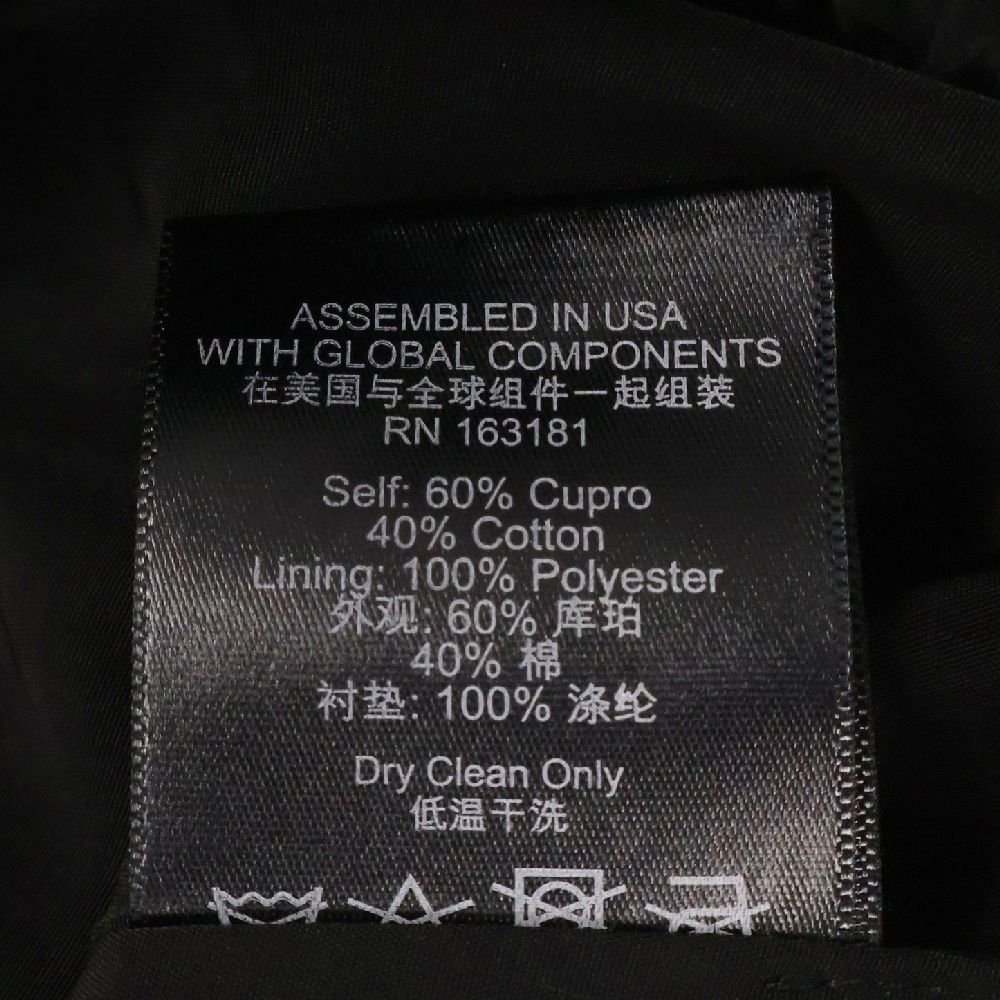 ASSEMBLED IN USA
WITH GLOBAL COMPONENTS
在美国与全球组件一起组装
RN 163181
Self: 60% Cupro
40% Cotton
Lining: 100% Polyester
外观: 60% 库珀
40% 棉
衬垫: 100% 涤纶
Dry Clean Only
低温干洗